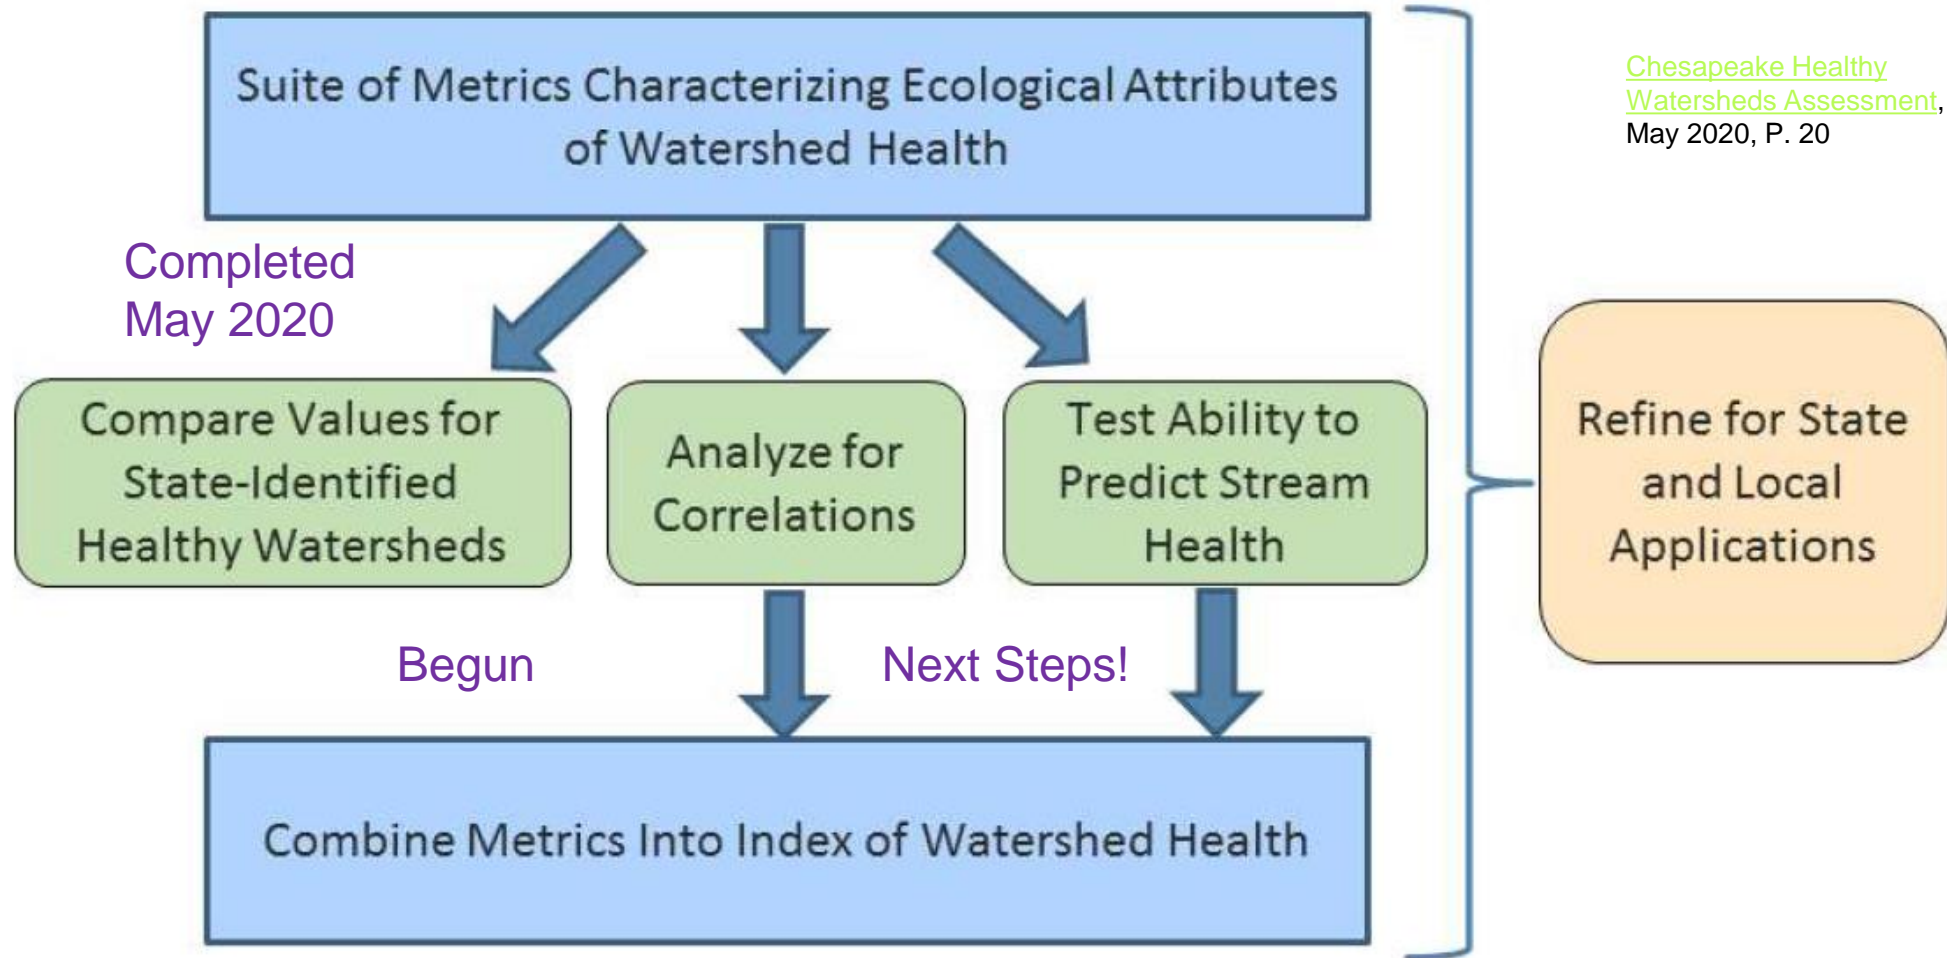 Suite of Metrics Characterizing Ecological Attributes
of Watershed Health
Chesapeake Healthy
Watersheds Assessment,
May 2020, P. 20
Completed
May 2020
Compare Values for
State-Identified
Healthy Watersheds
Analyze for
Correlations
Test Ability to
Predict Stream
Health
Refine for State
and Local
Applications
Begun
Next Steps!
Combine Metrics Into Index of Watershed Health